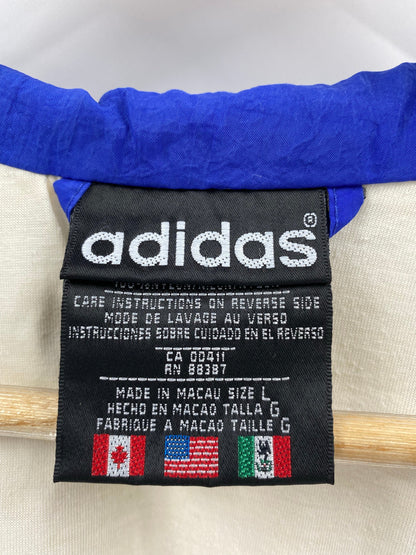 adidas®
CARE INSTRUCTIONS ON REVERSE SIDE
MODE DE LAVAGE AU VERSO
INSTRUCCIONES SOBRE CUIDADO EN EL REVERSO
CA 00411
RN 88387
MADE IN MACAU SIZE L
HECHO EN MACAO TALLA G
FABRIQUE A MACAO TAILLE G